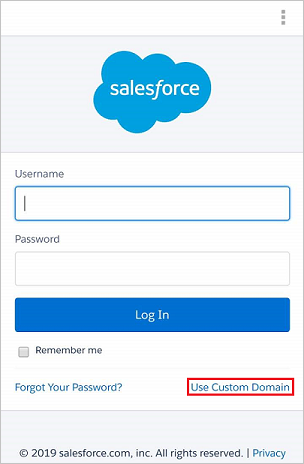 salesforce
Username
Password
Log In
Remember me
Forgot Your Password? Use Custom Domain
© 2019 salesforce.com, inc. All rights reserved. | Privacy